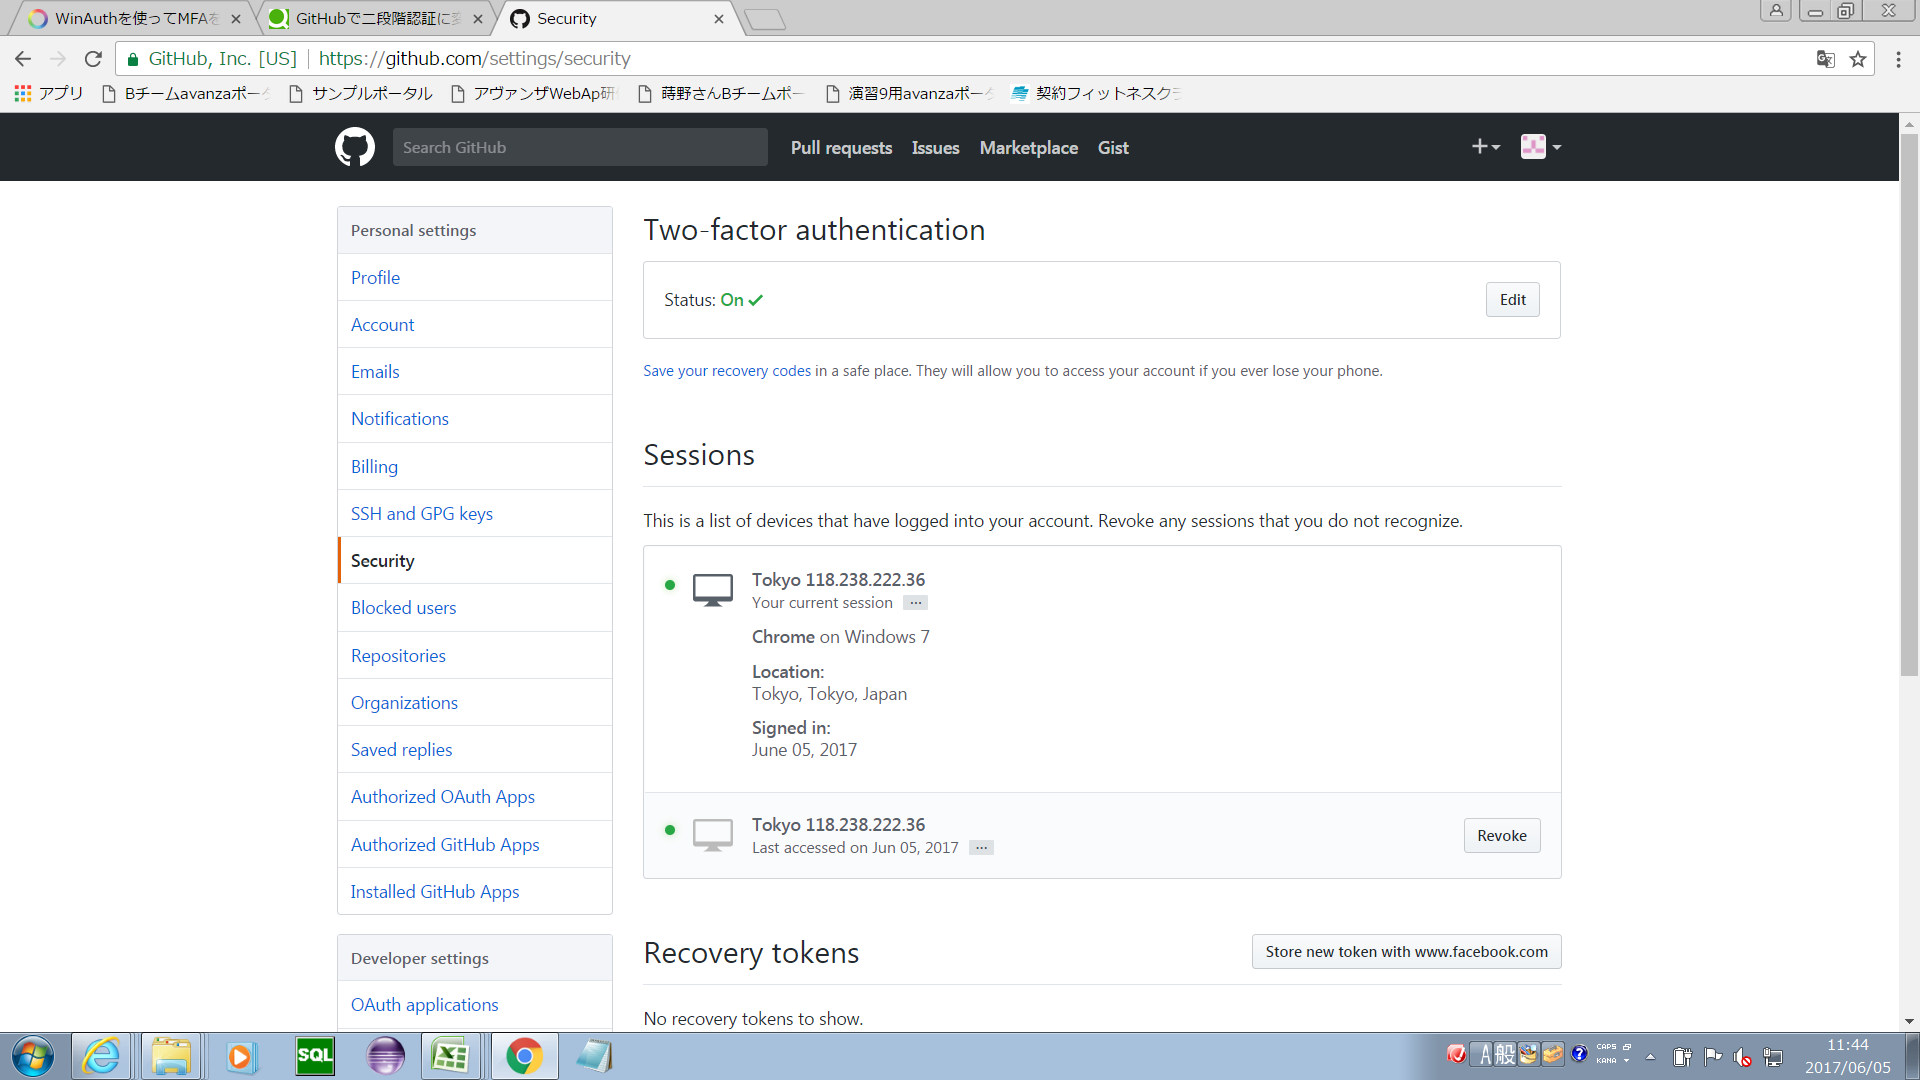 WinAuthを使ってMFAを
GitHubで二段階認証に変
Security
GitHub, Inc. [US]
https://github.com/settings/security
アプリ
Bチームavanzaポータ
サンプルポータル
アヴァンザWebAp研
蒔野さんBチームポー
演習9用avanzaポータ
契約フィットネスクラ
Search GitHub
Pull requests
Issues
Marketplace
Gist
Personal settings
Profile
Account
Emails
Notifications
Billing
SSH and GPG keys
Security
Blocked users
Repositories
Organizations
Saved replies
Authorized OAuth Apps
Authorized GitHub Apps
Installed GitHub Apps
Developer settings
OAuth applications
Two-factor authentication
Status: On
Edit
Save your recovery codes in a safe place. They will allow you to access your account if you ever lose your phone.
Sessions
This is a list of devices that have logged into your account. Revoke any sessions that you do not recognize.
Tokyo 118.238.222.36
Your current session ...
Chrome on Windows 7
Location:
Tokyo, Tokyo, Japan
Signed in:
June 05, 2017
Tokyo 118.238.222.36
Last accessed on Jun 05, 2017 ...
Revoke
Recovery tokens
Store new token with www.facebook.com
No recovery tokens to show.
SQL
A 般
CAPS
KANA
11:44
2017/06/05